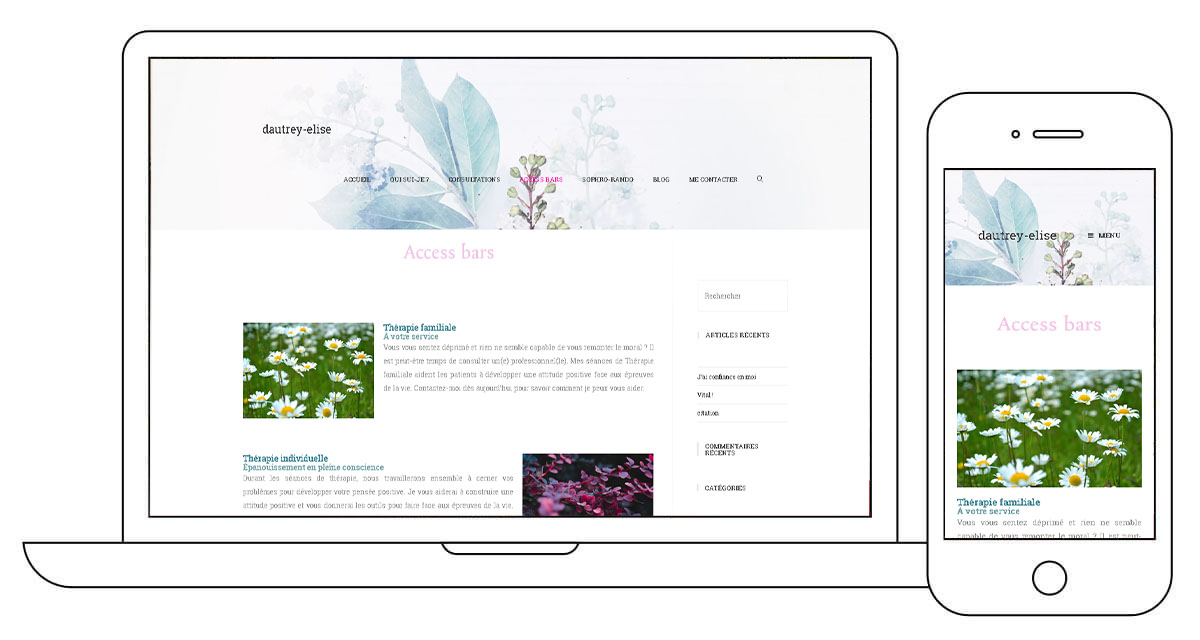 dautrey-elise
ACCUEIL QUI SUI-JE ? CONSULTATIONS ACCESS BARS SOPHRO-RANDO BLOG ME CONTACTER
Access bars
Thérapie familiale
À votre service
Vous vous sentez déprimé et rien ne semble capable de vous remonter le moral ? Il
est peut-être temps de consulter un(e) professionnel(le). Mes séances de Thérapie
familiale aident les patients à développer une attitude positive face aux épreuves
de la vie. Contactez-moi dès aujourd'hui, pour savoir comment je peux vous aider.
Thérapie individuelle
Épanouissement en pleine conscience
Durant les séances de thérapie, nous travaillerons ensemble à cerner vos
problèmes pour développer votre pensée positive. Je vous aiderai à construire une
attitude positive et vous donnerai les outils pour faire face aux épreuves de la vie.
Rechercher
ARTICLES RÉCENTS
J'ai confiance en moi
Vital !
citation
COMMENTAIRES
RÉCENTS
CATÉGORIES
dautrey-elise
MENU
Access bars
Thérapie familiale
À votre service
Vous vous sentez déprimé et rien ne semble
capable de vous remonter le moral ? Il est peut-